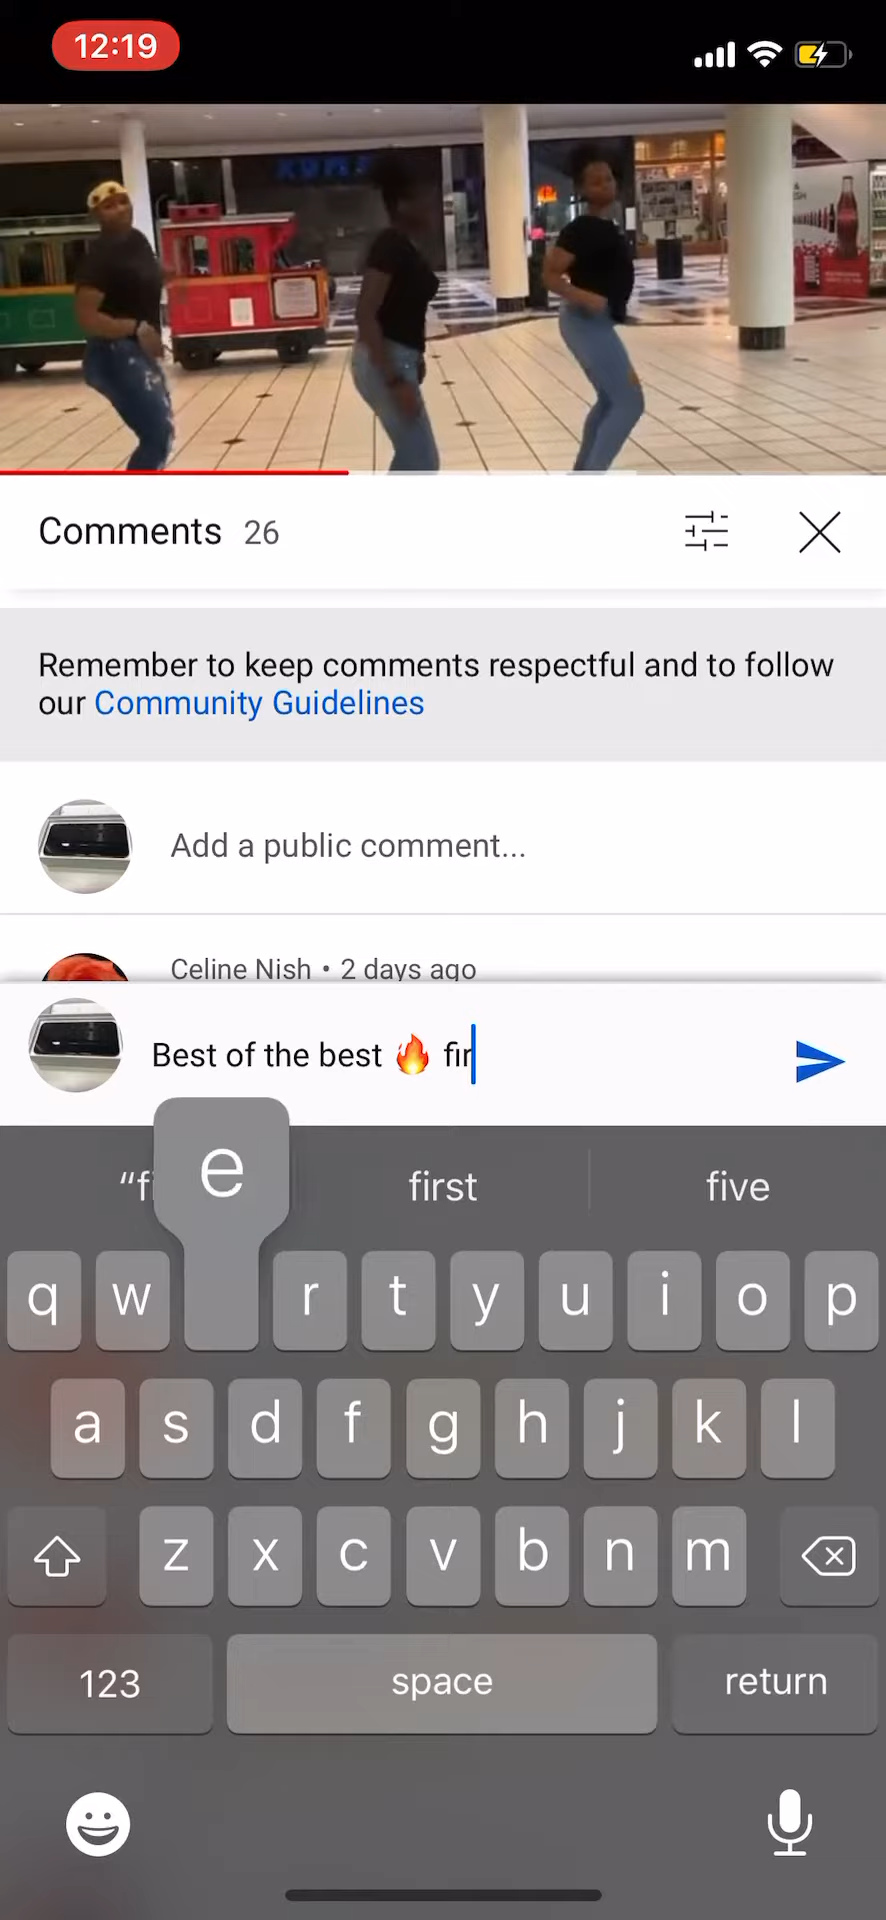 12:19
Comments 26
Remember to keep comments respectful and to follow
our Community Guidelines
Add a public comment...
Celine Nish • 2 days ago
Best of the best 🔥 fir
e
first
five
q w r t y u i o p
a s d f g h j k l
z x c v b n m
123 space return